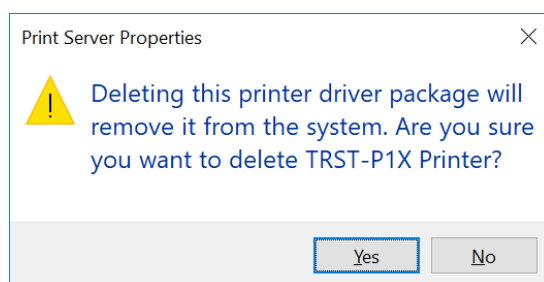 Print Server Properties
Deleting this printer driver package will
remove it from the system. Are you sure
you want to delete TRST-P1X Printer?
Yes
No